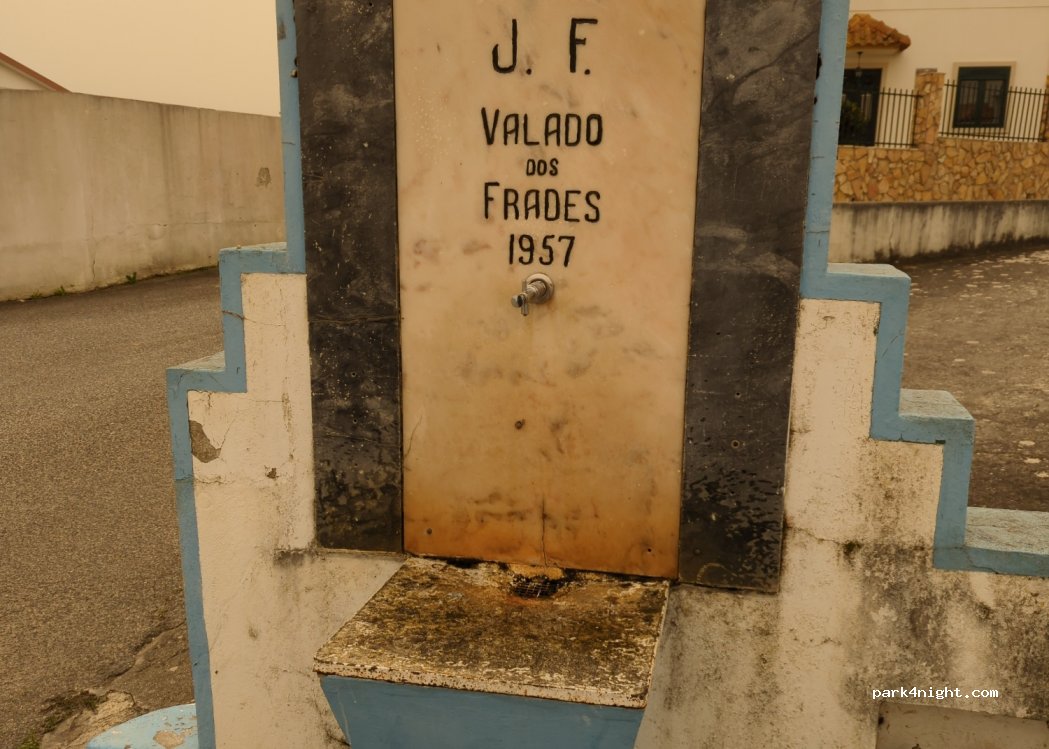 J. F.
VALADO
DOS
FRADES
1957
park4night.com